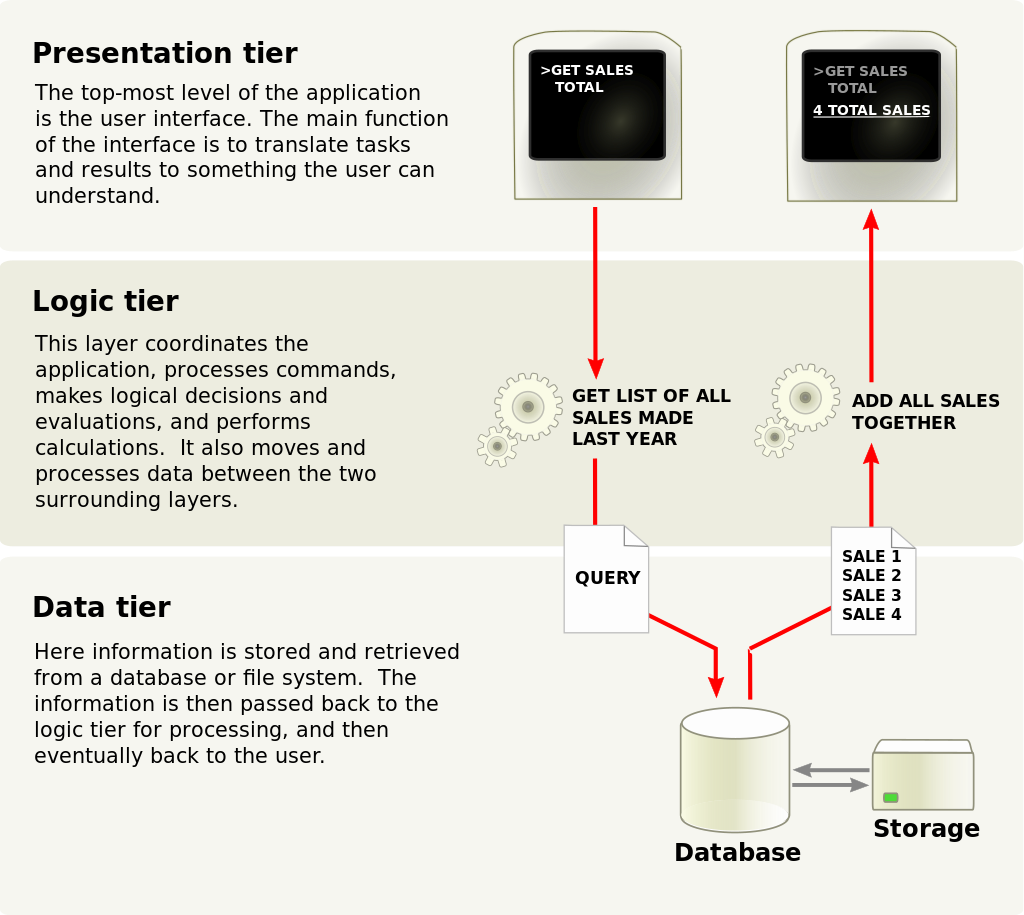 Presentation tier
The top-most level of the application
is the user interface. The main function
of the interface is to translate tasks
and results to something the user can
understand.
>GET SALES
TOTAL
>GET SALES
TOTAL
4 TOTAL SALES
Logic tier
This layer coordinates the
application, processes commands,
makes logical decisions and
evaluations, and performs
calculations.  It also moves and
processes data between the two
surrounding layers.
GET LIST OF ALL
SALES MADE
LAST YEAR
ADD ALL SALES
TOGETHER
Data tier
Here information is stored and retrieved
from a database or file system.  The
information is then passed back to the
logic tier for processing, and then
eventually back to the user.
QUERY
SALE 1
SALE 2
SALE 3
SALE 4
Database
Storage